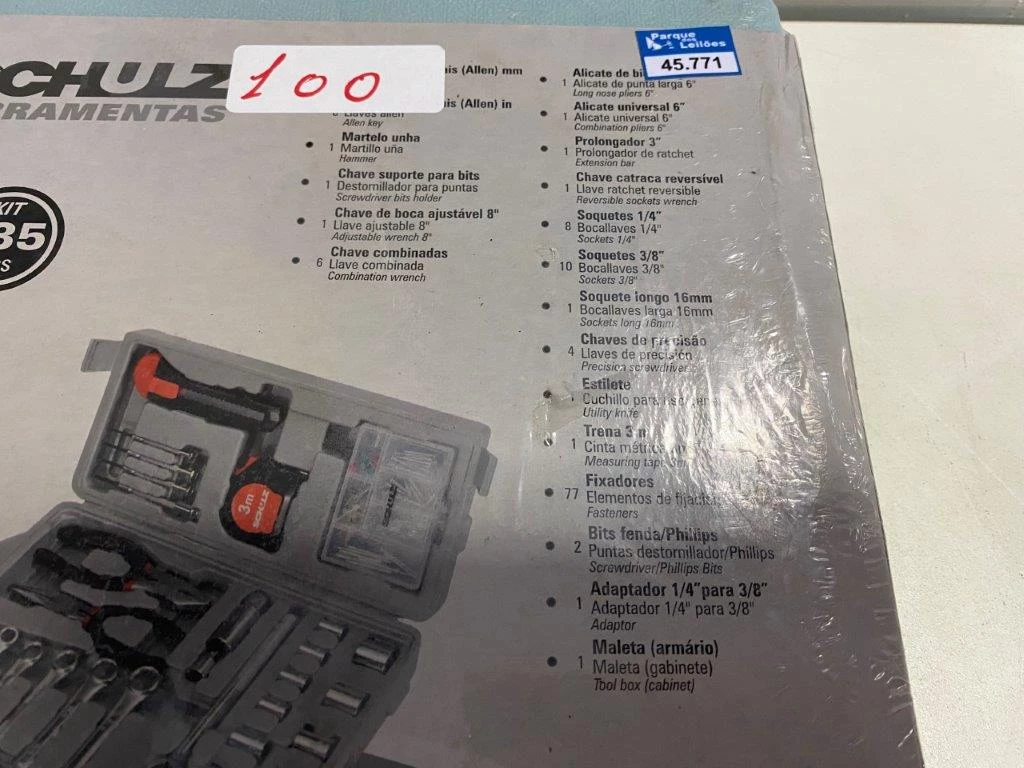 SCHULZ
RRAMENTAS
100
KIT
85
is (Allen) mm
is (Allen) in
Llaves allen
Allen key
Martelo unha
1 Martillo uña
Hammer
Chave suporte para bits
1 Destornillador para puntas
Screwdriver bits holder
Chave de boca ajustável 8"
1 Llave ajustable 8"
Adjustable wrench 8"
Chave combinadas
6 Llave combinada
Combination wrench
Parque
dos
Leilões
45.771
Alicate de bi
1 Alicate de punta larga 6"
Long nose pliers 6"
Alicate universal 6"
1 Alicate universal 6"
Combination pliers 6"
Prolongador 3"
1 Prolongador de ratchet
Extension bar
Chave catraca reversível
1 Llave ratchet reversible
Reversible sockets wrench
Soquetes 1/4"
8 Bocallaves 1/4"
Sockets 1/4"
Soquetes 3/8"
10 Bocallaves 3/8"
Sockets 3/8"
Soquete longo 16mm
1 Bocallaves larga 16mm
Sockets long 16mm
Chaves de precisão
4 Llaves de precisión
Precision screwdriver
Estilete
Cuchillo para
Utility knife
Trena 3
1 Cinta métrica
Measuring tape
Fixadores
77 Elementos de
Fasteners
Bits fenda/Phillips
2 Puntas destornillador/Phillips
Screwdriver/Phillips Bits
Adaptador 1/4"para 3/8"
1 Adaptador 1/4" para 3/8"
Adaptor
Maleta (armário)
1 Maleta (gabinete)
Tool box (cabinet)
3m
SCHULZ
SCHULZ